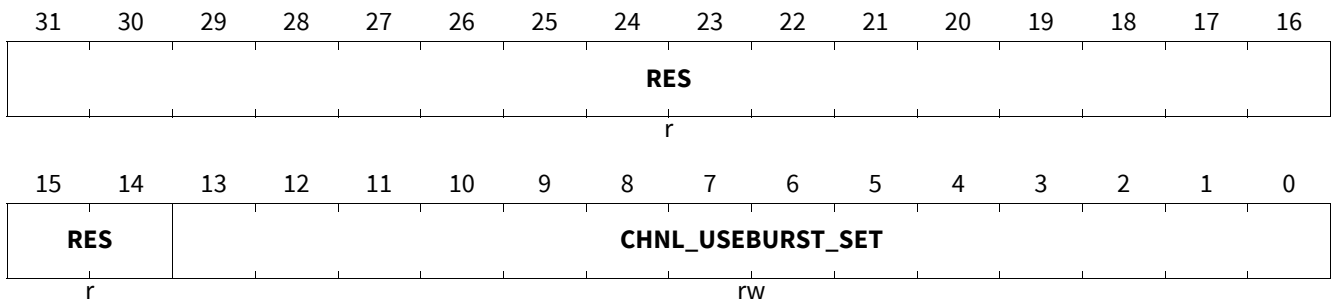 31 30 29 28 27 26 25 24 23 22 21 20 19 18 17 16
RES
r
15 14 13 12 11 10 9 8 7 6 5 4 3 2 1 0
RES CHNL_USEBURST_SET
r rw